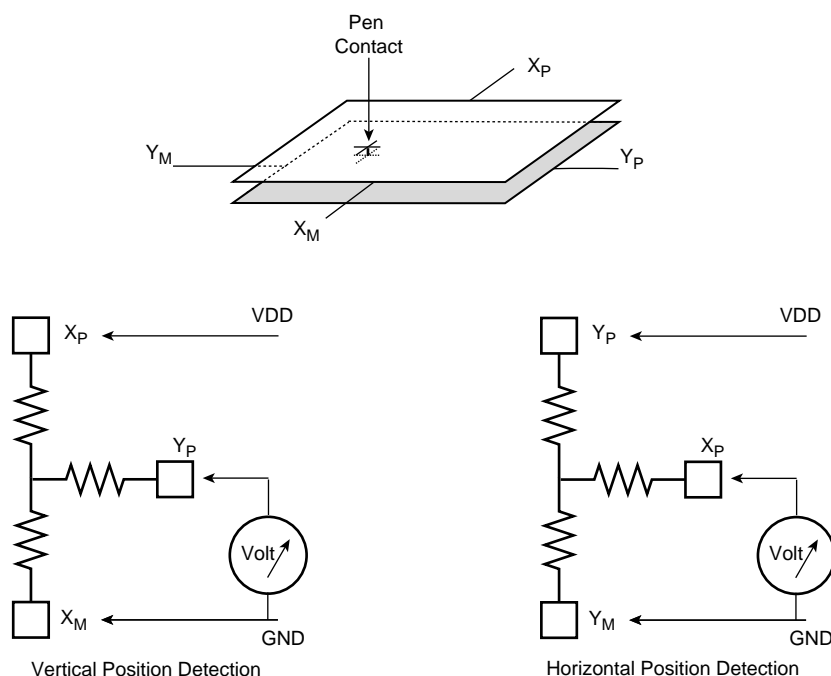 Pen
Contact
X_P
Y_M
Y_P
X_M
X_P
VDD
Y_P
Volt
X_M
GND
Vertical Position Detection
Y_P
VDD
X_P
Volt
Y_M
GND
Horizontal Position Detection